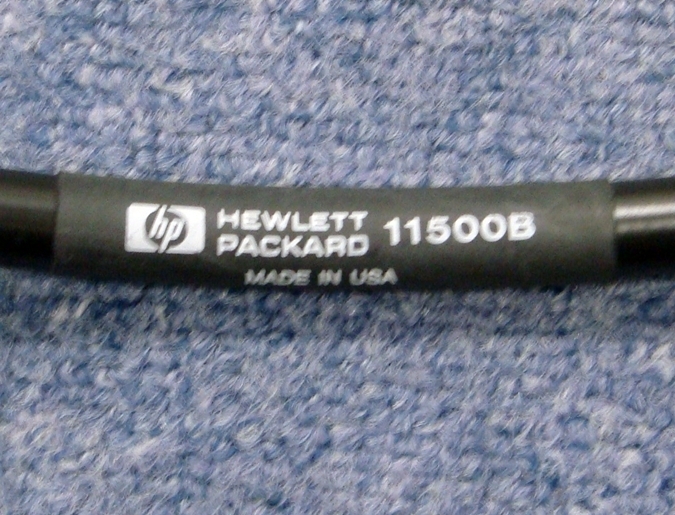 hp HEWLETT PACKARD 11500B
MADE IN USA